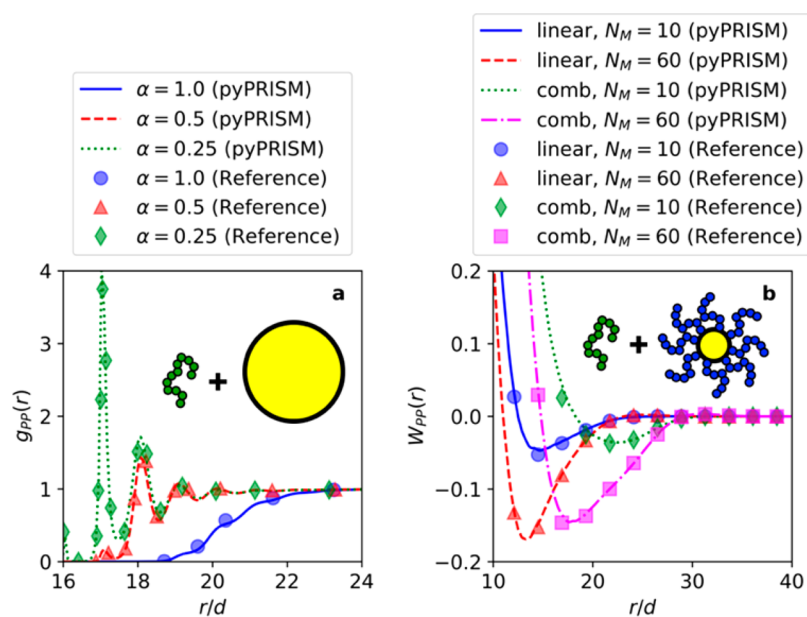 α = 1.0 (pyPRISM)
α = 0.5 (pyPRISM)
α = 0.25 (pyPRISM)
α = 1.0 (Reference)
α = 0.5 (Reference)
α = 0.25 (Reference)
4
3
2
1
0
g_PP(r)
a
+
16 18 20 22 24
r/d
linear, N_M = 10 (pyPRISM)
linear, N_M = 60 (pyPRISM)
comb, N_M = 10 (pyPRISM)
comb, N_M = 60 (pyPRISM)
linear, N_M = 10 (Reference)
linear, N_M = 60 (Reference)
comb, N_M = 10 (Reference)
comb, N_M = 60 (Reference)
0.2
0.1
0.0
−0.1
−0.2
W_PP(r)
b
+
10 20 30 40
r/d